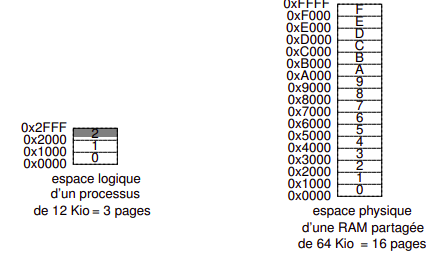 0x2FFF
0x2000
0x1000
0x0000
2
1
0
espace logique
d'un processus
de 12 Kio = 3 pages
0xFFFF
0xF000
0xE000
0xD000
0xC000
0xB000
0xA000
0x9000
0x8000
0x7000
0x6000
0x5000
0x4000
0x3000
0x2000
0x1000
0x0000
F
E
D
C
B
A
9
8
7
6
5
4
3
2
1
0
espace physique
d'une RAM partagée
de 64 Kio = 16 pages